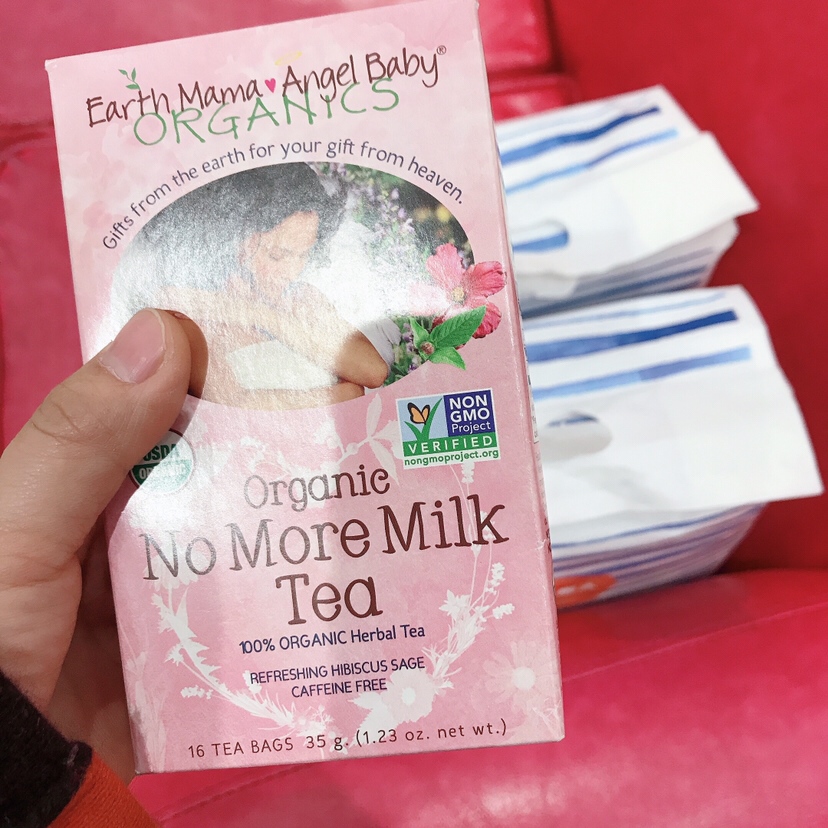 Earth Mama Angel Baby®
ORGANICS
Gifts from the earth for your gift from heaven.
NON
GMO
Project
VERIFIED
nongmoproject.org
USDA
ORGANIC
Organic
No More Milk
Tea
100% ORGANIC Herbal Tea
REFRESHING HIBISCUS SAGE
CAFFEINE FREE
16 TEA BAGS 35 g. (1.23 oz. net wt.)